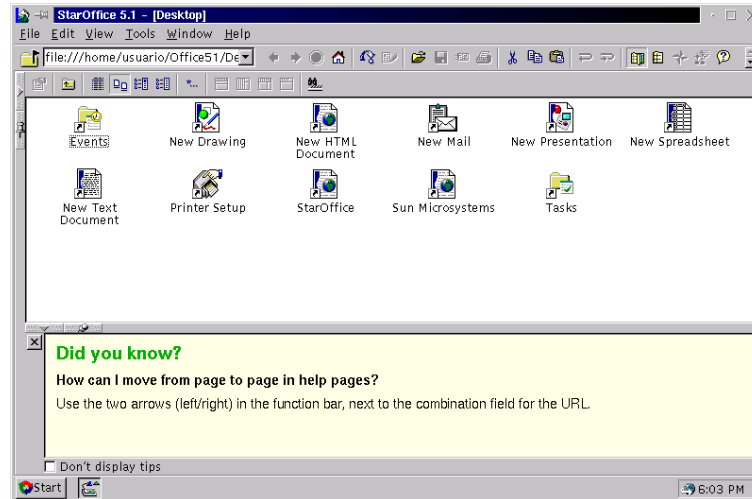 StarOffice 5.1 - [Desktop]
File Edit View Tools Window Help
file:///home/usuario/Office51/De
Events
New Drawing
New HTML
Document
New Mail
New Presentation
New Spreadsheet
New Text
Document
Printer Setup
StarOffice
Sun Microsystems
Tasks
Did you know?
How can I move from page to page in help pages?
Use the two arrows (left/right) in the function bar, next to the combination field for the URL.
Don't display tips
Start
6:03 PM